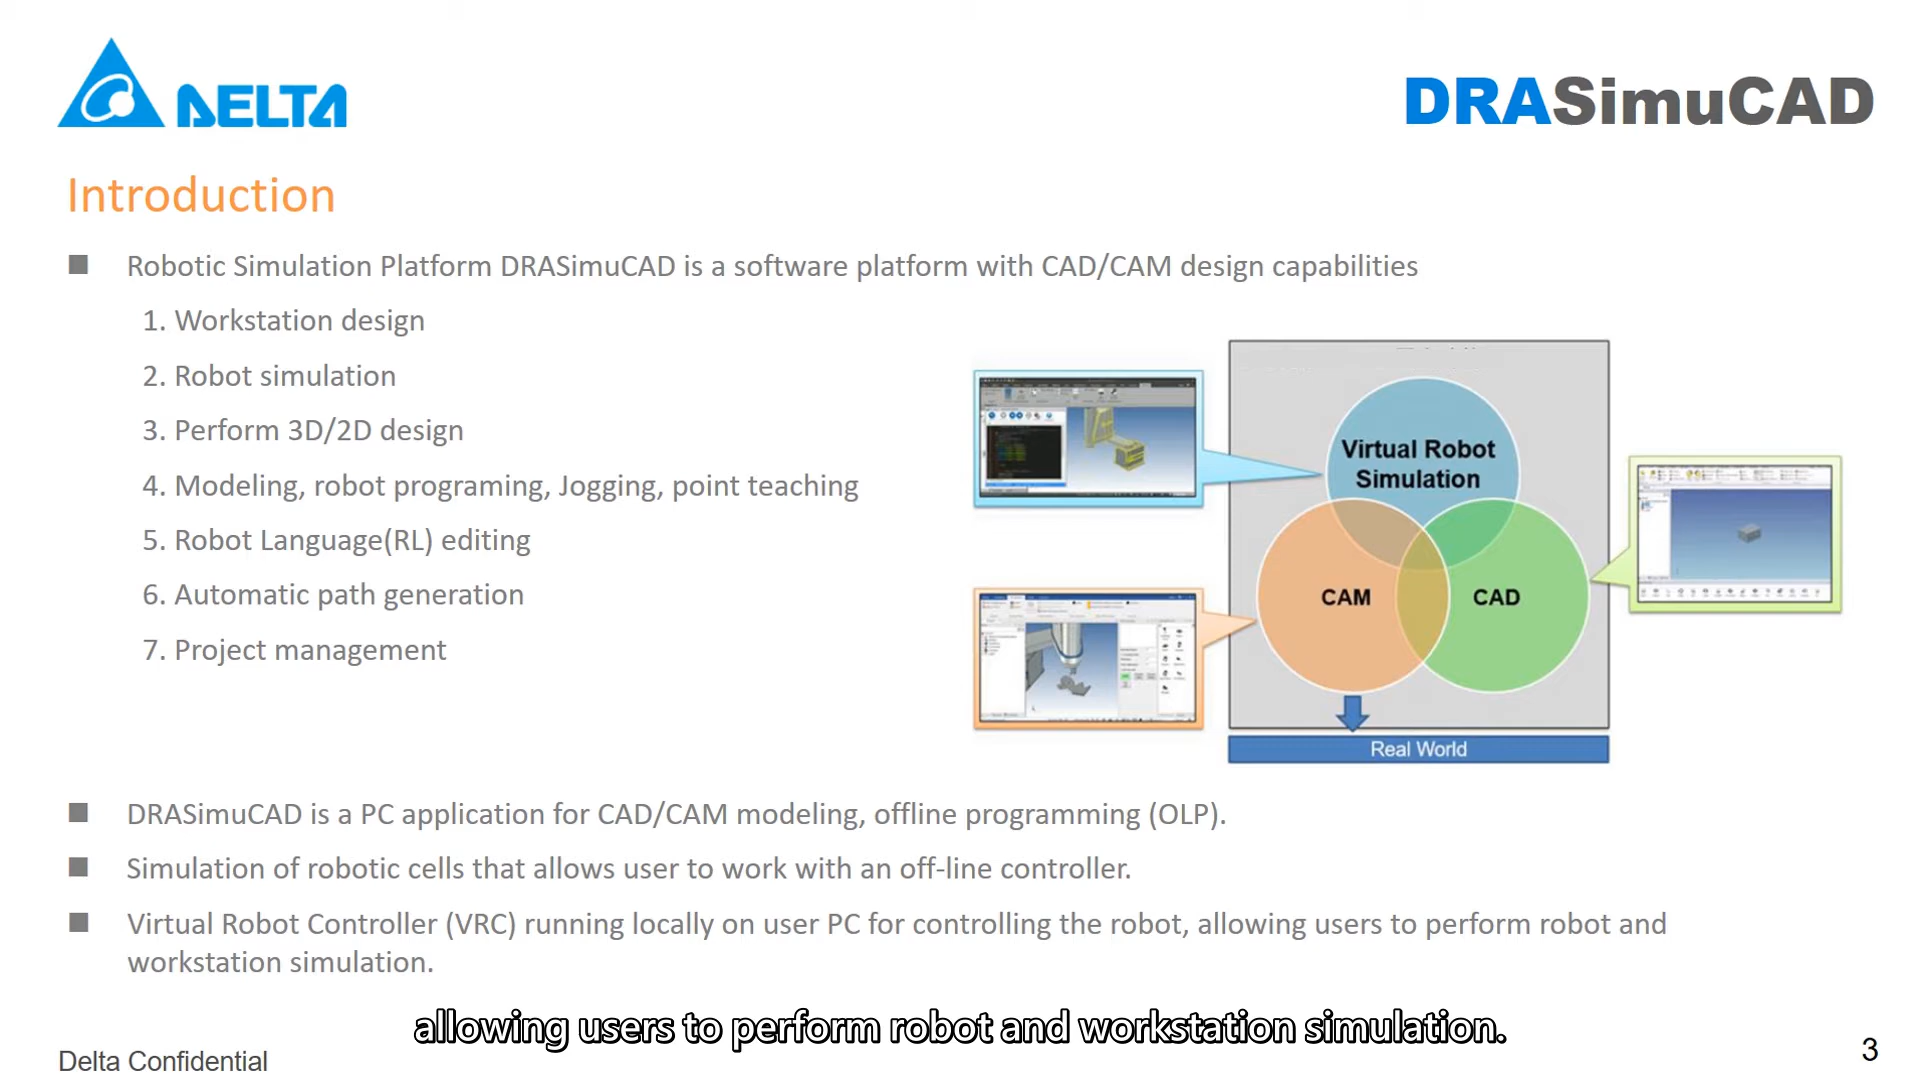 DELTA
DRASimuCAD
Introduction
■ Robotic Simulation Platform DRASimuCAD is a software platform with CAD/CAM design capabilities
1. Workstation design
2. Robot simulation
3. Perform 3D/2D design
4. Modeling, robot programing, Jogging, point teaching
5. Robot Language(RL) editing
6. Automatic path generation
7. Project management
Virtual Robot
Simulation
CAM
CAD
Real World
■ DRASimuCAD is a PC application for CAD/CAM modeling, offline programming (OLP).
■ Simulation of robotic cells that allows user to work with an off-line controller.
■ Virtual Robot Controller (VRC) running locally on user PC for controlling the robot, allowing users to perform robot and
workstation simulation.
allowing users to perform robot and workstation simulation.
Delta Confidential
3